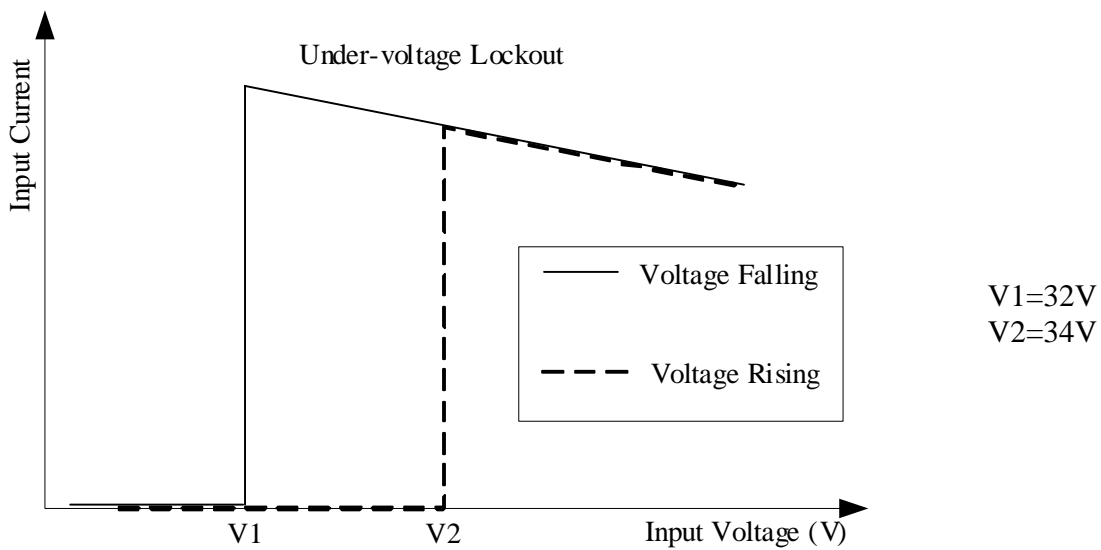 Under-voltage Lockout
Input Current
Voltage Falling
Voltage Rising
V1=32V
V2=34V
V1
V2
Input Voltage (V)